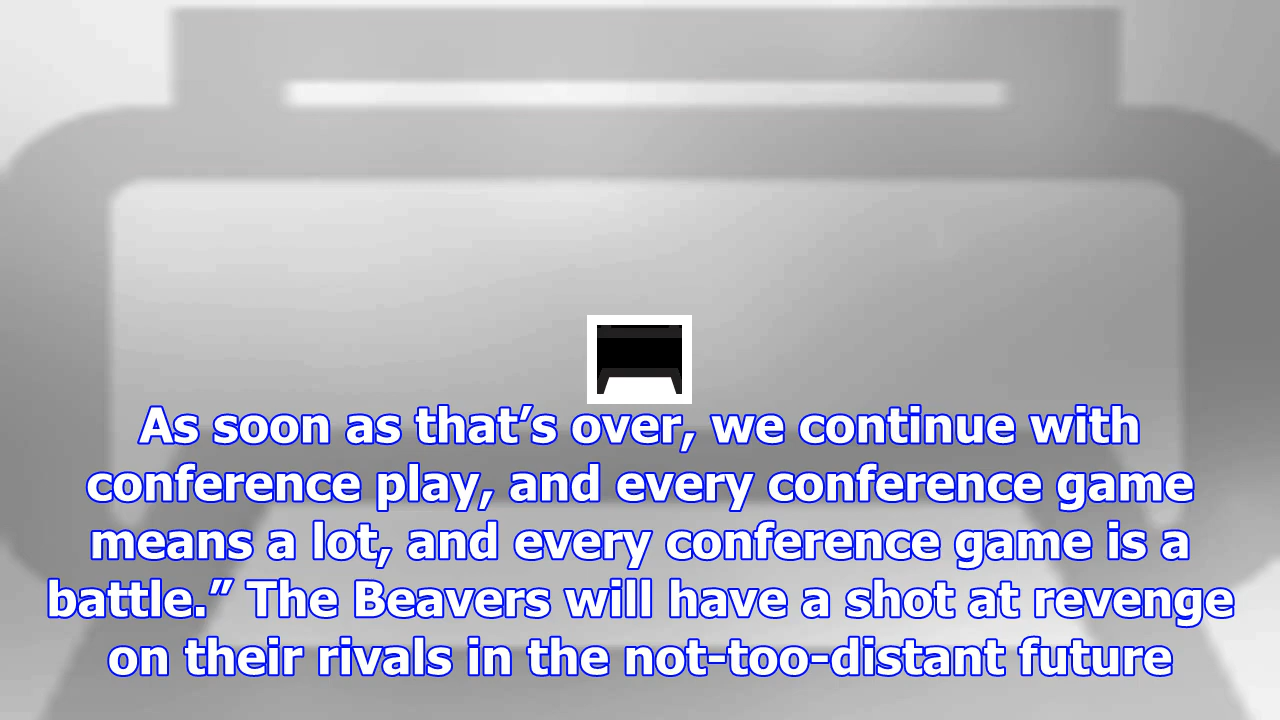 As soon as that’s over, we continue with
conference play, and every conference game
means a lot, and every conference game is a
battle.” The Beavers will have a shot at revenge
on their rivals in the not-too-distant future